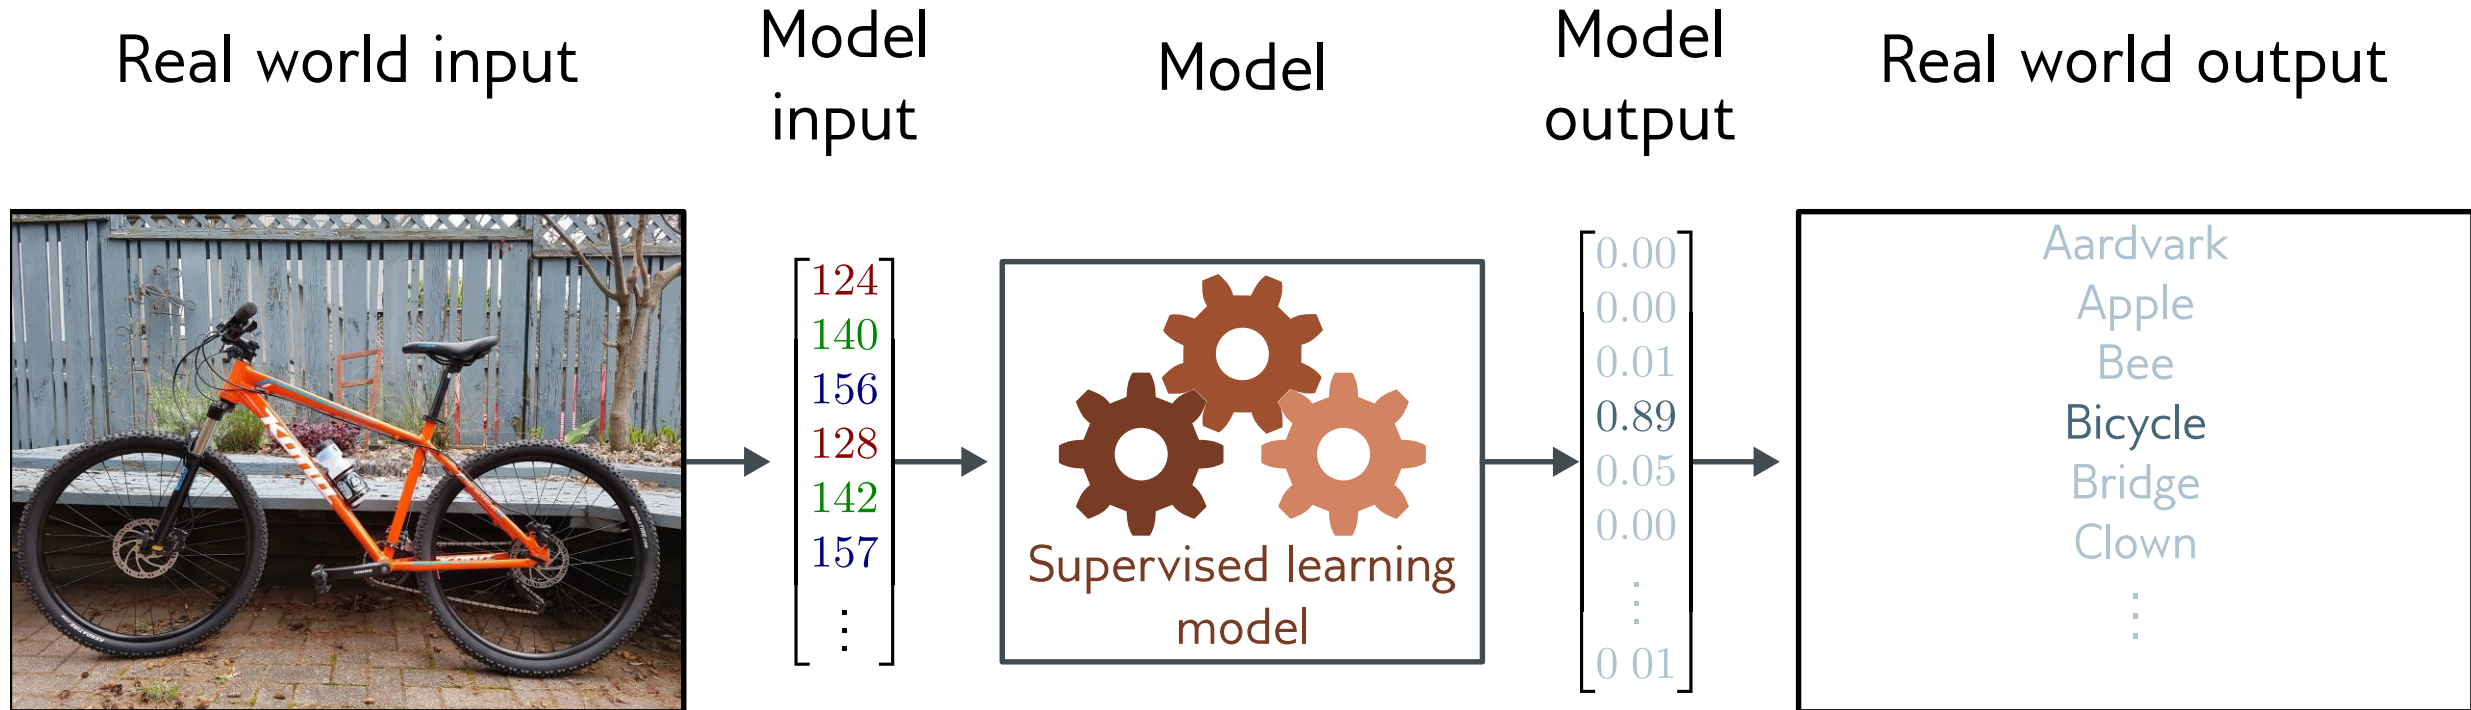 Real world input
Model
input
Model
Model
output
Real world output
KONA
124
140
156
128
142
157
⋮
Supervised learning
model
0.00
0.00
0.01
0.89
0.05
0.00
⋮
0 01
Aardvark
Apple
Bee
Bicycle
Bridge
Clown
⋮